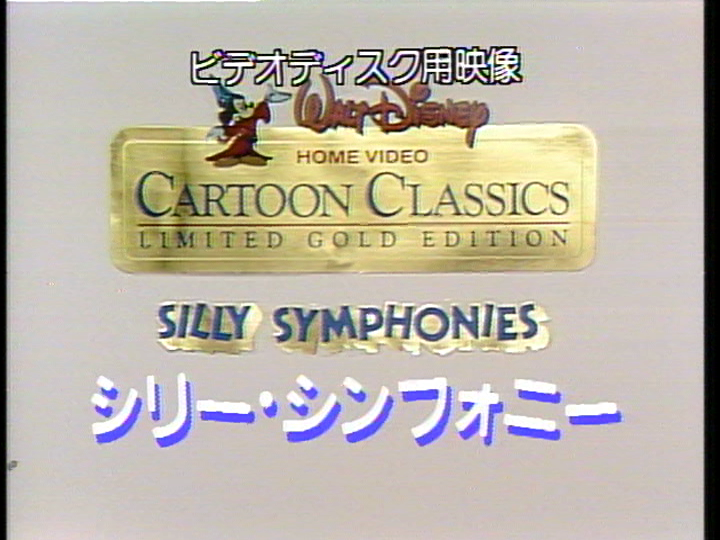 ビデオディスク用映像
WALT DISNEY
HOME VIDEO
CARTOON CLASSICS
LIMITED GOLD EDITION
SILLY SYMPHONIES
シリー・シンフォニー